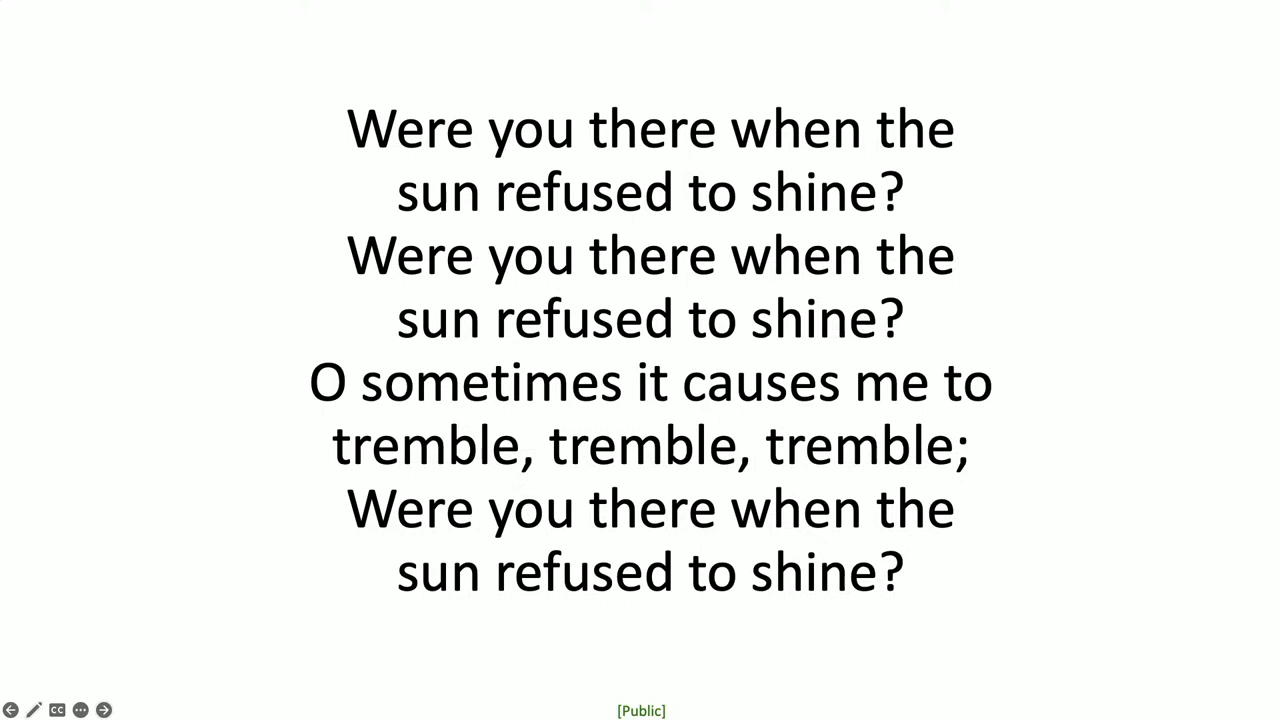 Were you there when the
sun refused to shine?
Were you there when the
sun refused to shine?
O sometimes it causes me to
tremble, tremble, tremble;
Were you there when the
sun refused to shine?
CC
[Public]